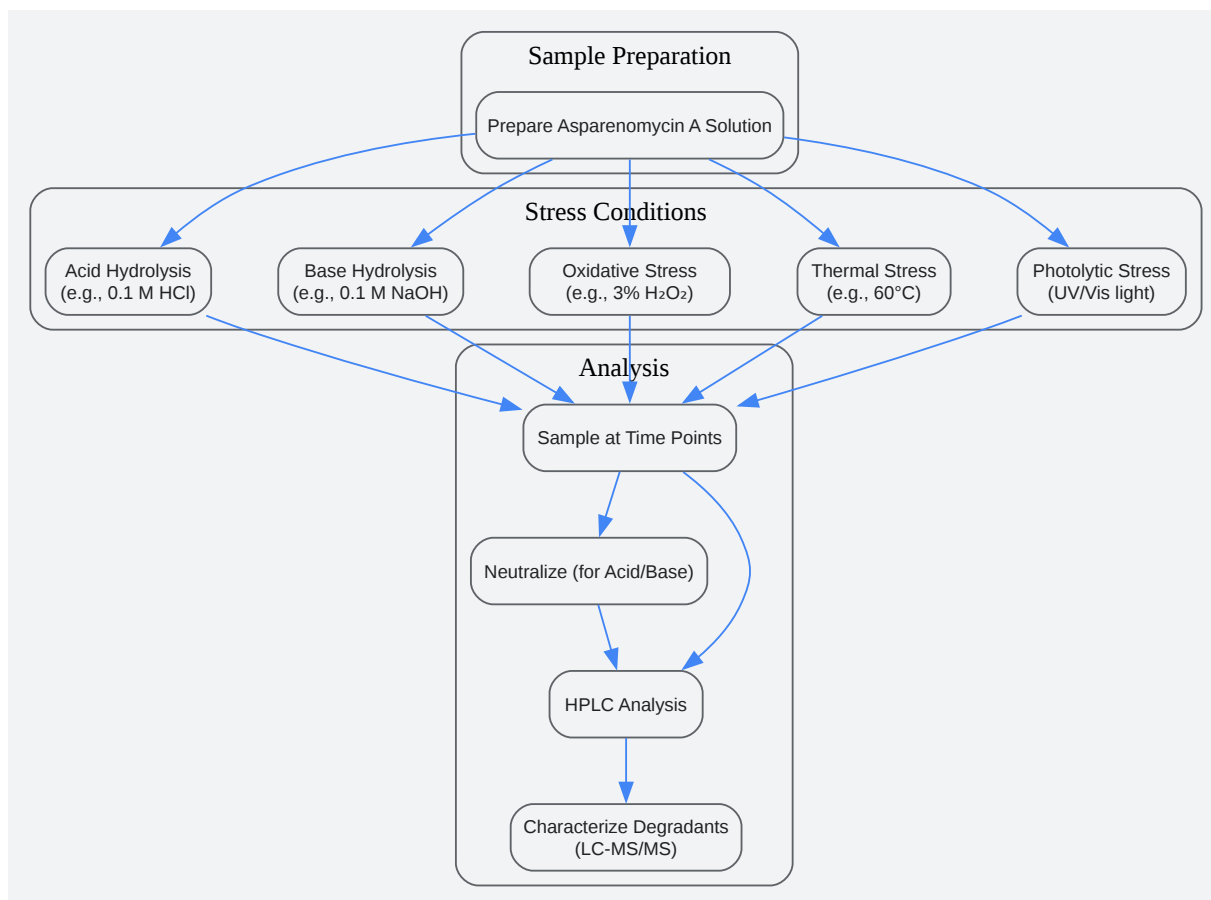 Sample Preparation
Prepare Asparenomycin A Solution
Stress Conditions
Acid Hydrolysis
(e.g., 0.1 M HCl)
Base Hydrolysis
(e.g., 0.1 M NaOH)
Oxidative Stress
(e.g., 3% H₂O₂)
Thermal Stress
(e.g., 60°C)
Photolytic Stress
(UV/Vis light)
Analysis
Sample at Time Points
Neutralize (for Acid/Base)
HPLC Analysis
Characterize Degradants
(LC-MS/MS)